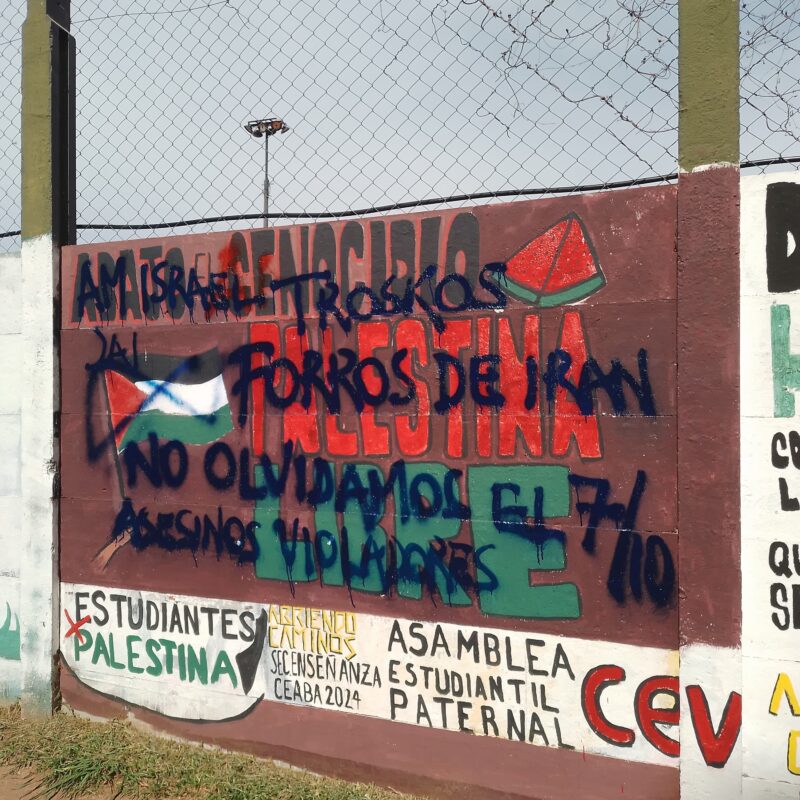 GENOCIDIO
PALESTINA
LIBRE
AM ISRAEL
JAI
TROSKOS
FORROS DE IRAN
NO OLVIDAMOS EL 7/10
ASESINOS VIOLADORES
ESTUDIANTES
X PALESTINA
ABRIENDO
CAMINOS
SEC.ENSEÑANZA
CEABA 2024
ASAMBLEA
ESTUDIANTIL
PATERNAL
CEV